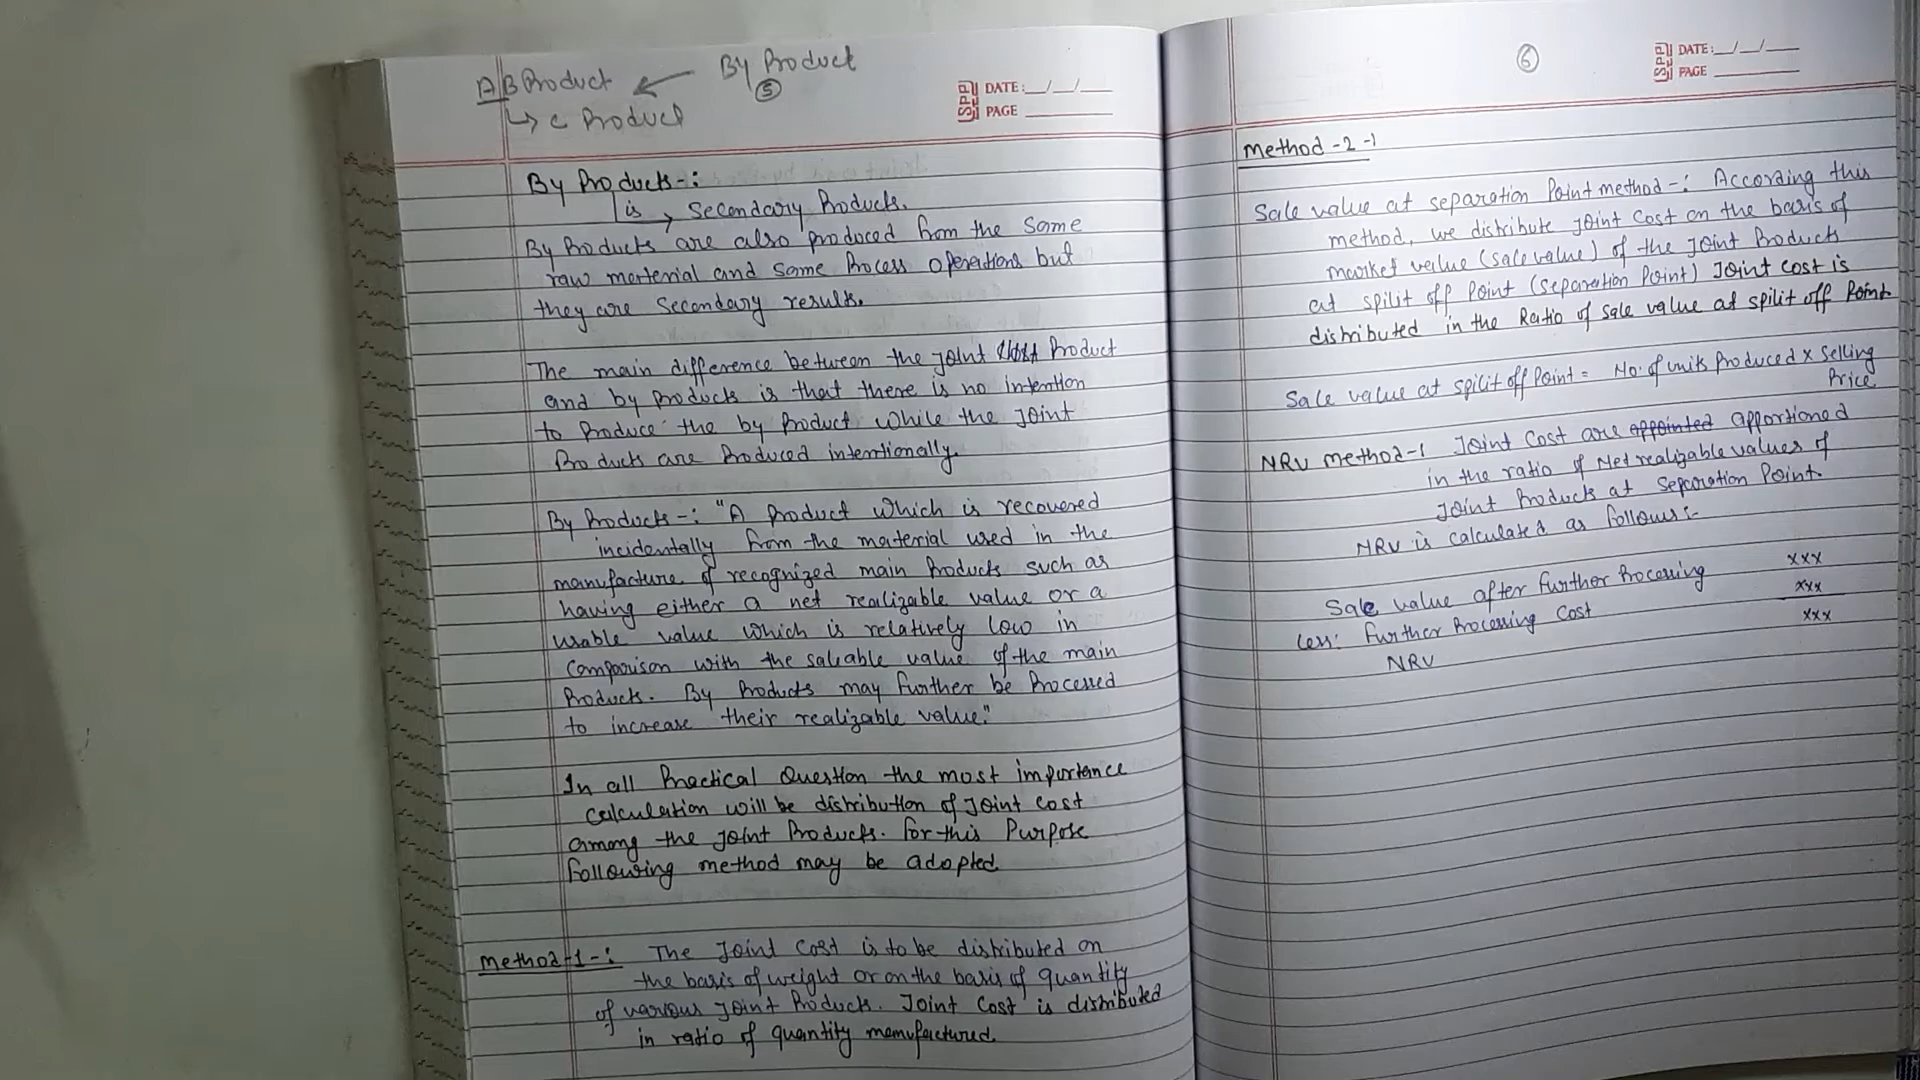 AB Product ← By Product
↳ C Product
5
SPP DATE:__/__/__
PAGE
By Products-:
is → Secondary Products.
By Products are also produced from the same
raw material and same Process operations but
they are Secondary results.
The main difference between the joint Product
and by products is that there is no intention
to Produce the by Product while the Joint
Products are Produced intentionally.
By Products-: "A Product which is recovered
incidentally from the material used in the
manufacture of recognized main Products such as
having either a net realizable value or a
usable value which is relatively low in
Comparison with the saleable value of the main
Products. By Products may further be Processed
to increase their realizable value."
In all Practical Question the most importance
calculation will be distribution of Joint cost
among the Joint Products. For this Purpose
following method may be adopted
Method-1-: The Joint cost is to be distributed on
the basis of weight or on the basis of quantity
of various Joint Products. Joint Cost is distributed
in ratio of quantity manufactured.
6
SPP DATE:__/__/__
PAGE
Method-2-1
Sale value at separation Point method-: According this
method, we distribute Joint Cost on the basis of
market value (sale value) of the Joint Products
at spilit off Point (Separation Point) Joint cost is
distributed in the Ratio of sale value at spilit off Point
Sale value at spilit off Point = No. of units Produced x Selling
Price
NRV method-1 Joint Cost are appointed apportioned
in the ratio of Net realizable values of
Joint Products at Separation Point.
NRV is calculated as follows:-
Sale value after further Processing xxx
Less: Further Processing Cost xxx
NRV xxx